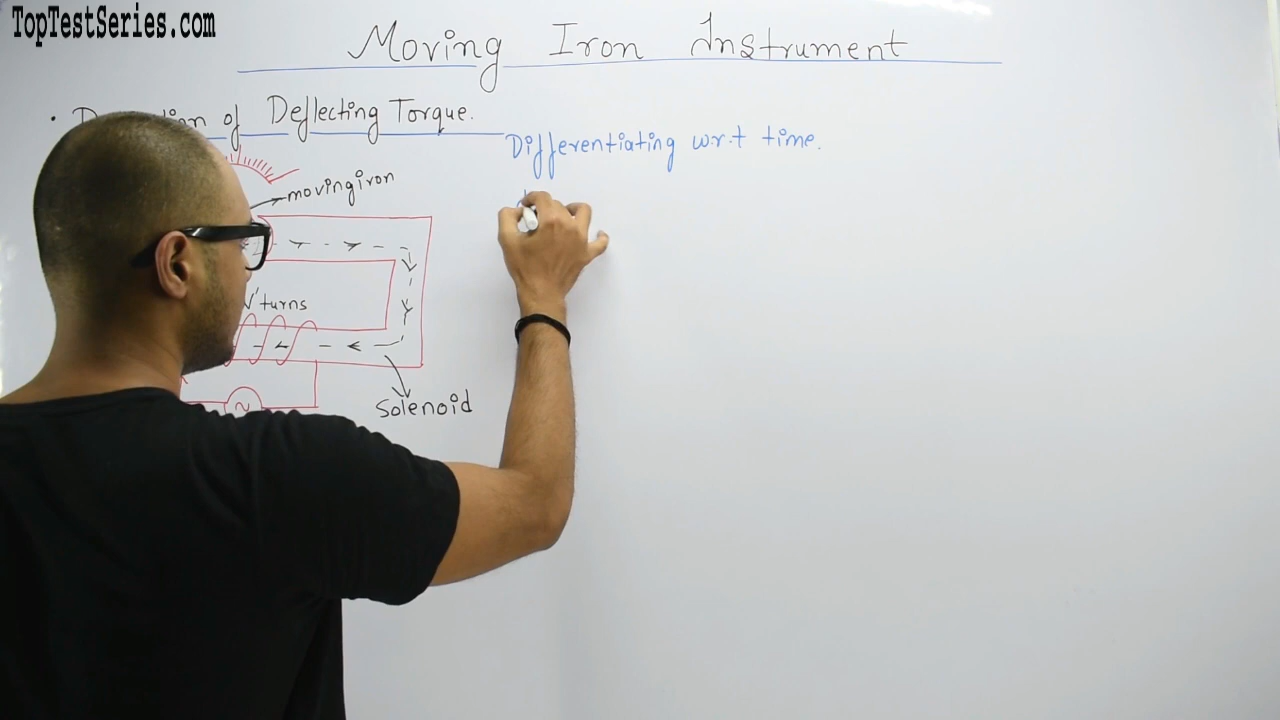 TopTestSeries.com
Moving Iron Instrument
of Deflecting Torque.
Differentiating w.r.t time.
moving iron
turns
Solenoid